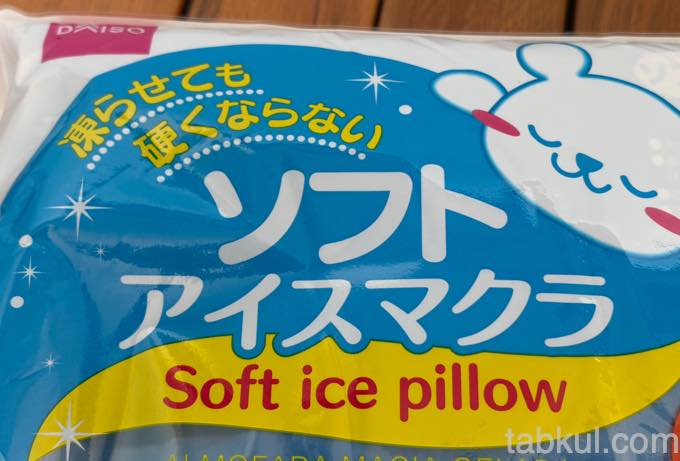 DAISO
凍らせても
硬くならない
ソフト
アイスマクラ
Soft ice pillow
tabkul.com